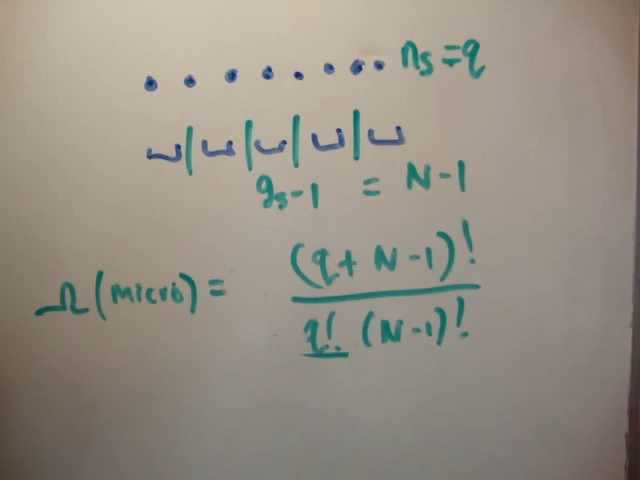 n_s = q
g_s-1 = N-1
Ω(micro) = (q + N-1)! / q! (N-1)!